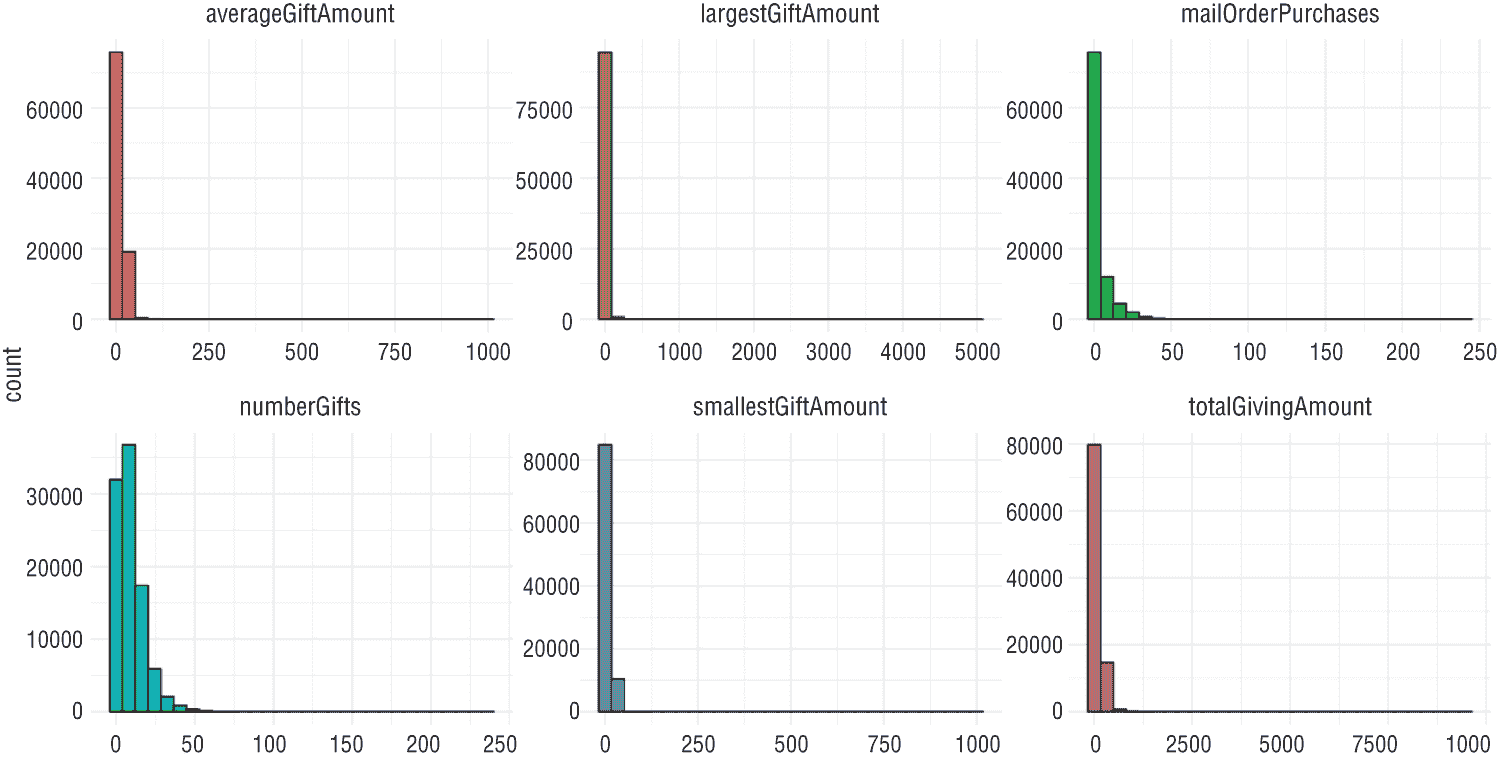 averageGiftAmount largestGiftAmount mailOrderPurchases
60000 75000 60000
40000 50000 40000
20000 25000 20000
0 0 0
0 250 500 750 1000 0 1000 2000 3000 4000 5000 0 50 100 150 200 250
count
numberGifts smallestGiftAmount totalGivingAmount
80000 80000
30000 60000 60000
20000 40000 40000
10000 20000 20000
0 0 0
0 50 100 150 200 250 0 250 500 750 1000 0 2500 5000 7500 1000